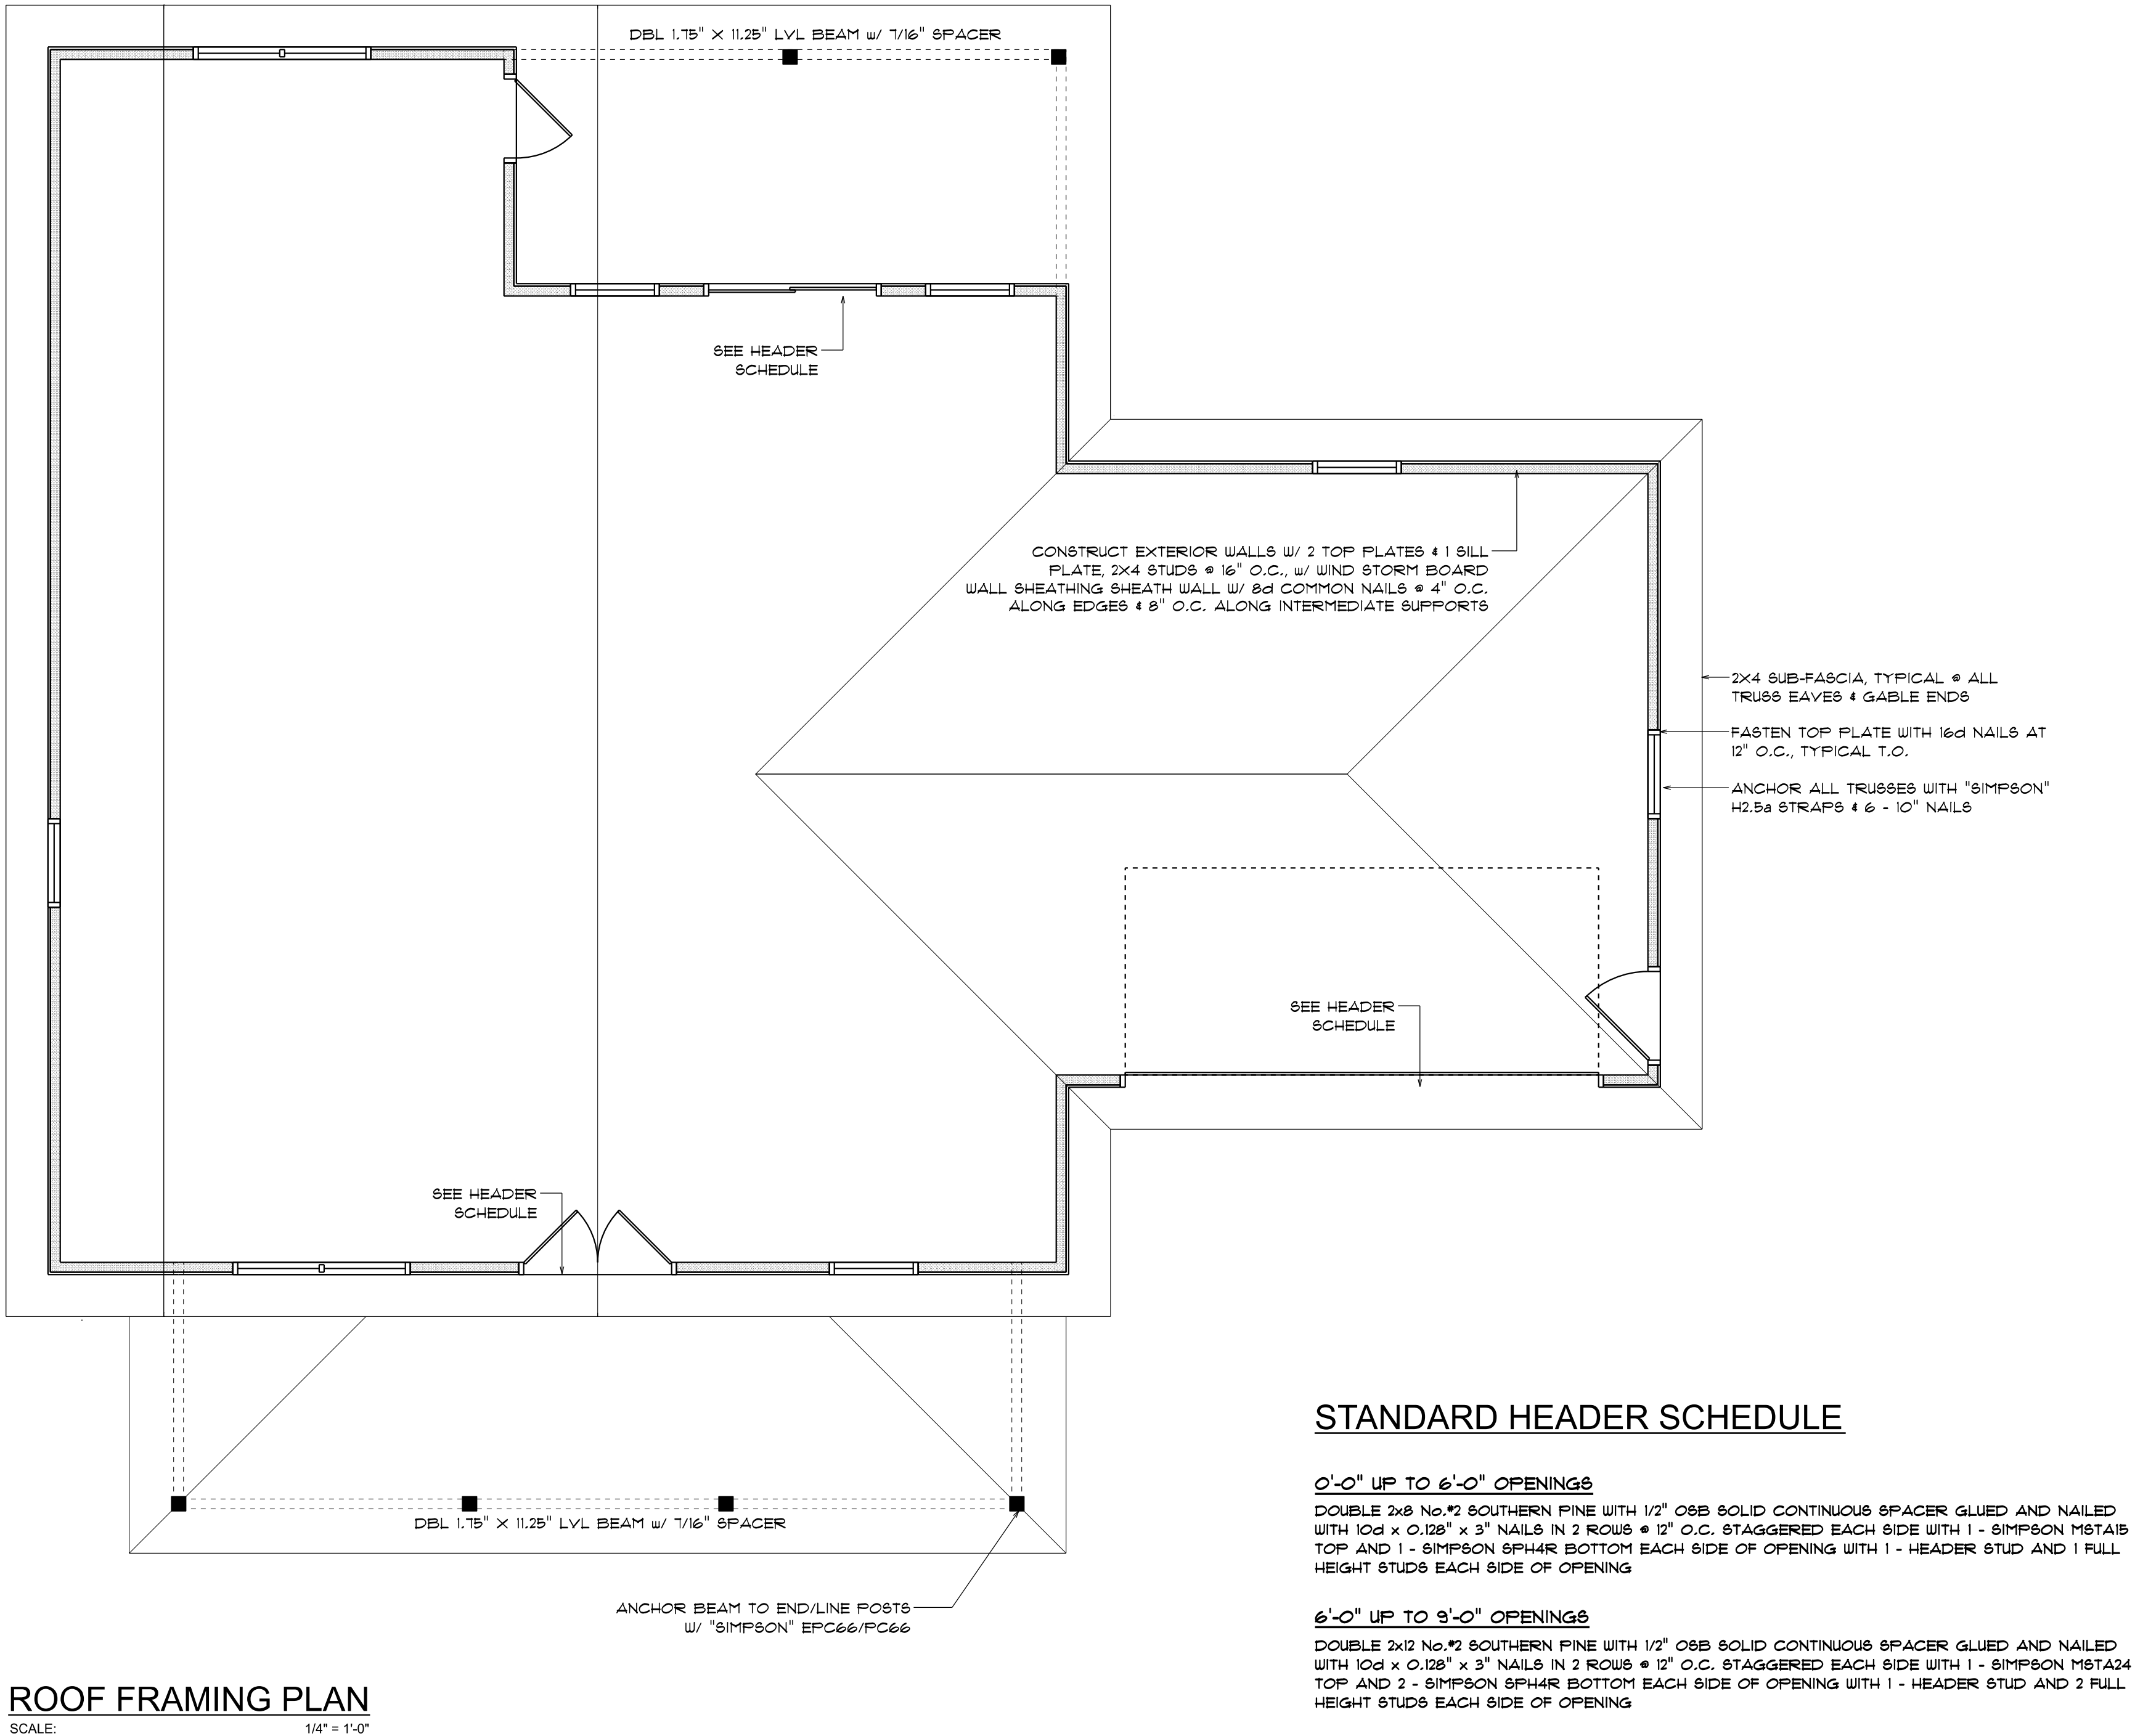 DBL 1.75" X 11.25" LVL BEAM w/ 7/16" SPACER
SEE HEADER
SCHEDULE
CONSTRUCT EXTERIOR WALLS W/ 2 TOP PLATES & 1 SILL
PLATE, 2X4 STUDS @ 16" O.C., w/ WIND STORM BOARD
WALL SHEATHING SHEATH WALL W/ 8d COMMON NAILS @ 4" O.C.
ALONG EDGES & 8" O.C. ALONG INTERMEDIATE SUPPORTS
2X4 SUB-FASCIA, TYPICAL @ ALL
TRUSS EAVES & GABLE ENDS
FASTEN TOP PLATE WITH 16d NAILS AT
12" O.C., TYPICAL T.O.
ANCHOR ALL TRUSSES WITH "SIMPSON"
H2.5a STRAPS & 6 - 10" NAILS
SEE HEADER
SCHEDULE
SEE HEADER
SCHEDULE
DBL 1.75" X 11.25" LVL BEAM w/ 7/16" SPACER
ANCHOR BEAM TO END/LINE POSTS
W/ "SIMPSON" EPC66/PC66
STANDARD HEADER SCHEDULE
0'-0" UP TO 6'-0" OPENINGS
DOUBLE 2x8 No.#2 SOUTHERN PINE WITH 1/2" OSB SOLID CONTINUOUS SPACER GLUED AND NAILED
WITH 10d x 0.128" x 3" NAILS IN 2 ROWS @ 12" O.C. STAGGERED EACH SIDE WITH 1 - SIMPSON MSTA15
TOP AND 1 - SIMPSON SPH4R BOTTOM EACH SIDE OF OPENING WITH 1 - HEADER STUD AND 1 FULL
HEIGHT STUDS EACH SIDE OF OPENING
6'-0" UP TO 9'-0" OPENINGS
DOUBLE 2x12 No.#2 SOUTHERN PINE WITH 1/2" OSB SOLID CONTINUOUS SPACER GLUED AND NAILED
WITH 10d x 0.128" x 3" NAILS IN 2 ROWS @ 12" O.C. STAGGERED EACH SIDE WITH 1 - SIMPSON MSTA24
TOP AND 2 - SIMPSON SPH4R BOTTOM EACH SIDE OF OPENING WITH 1 - HEADER STUD AND 2 FULL
HEIGHT STUDS EACH SIDE OF OPENING
ROOF FRAMING PLAN
SCALE: 1/4" = 1'-0"